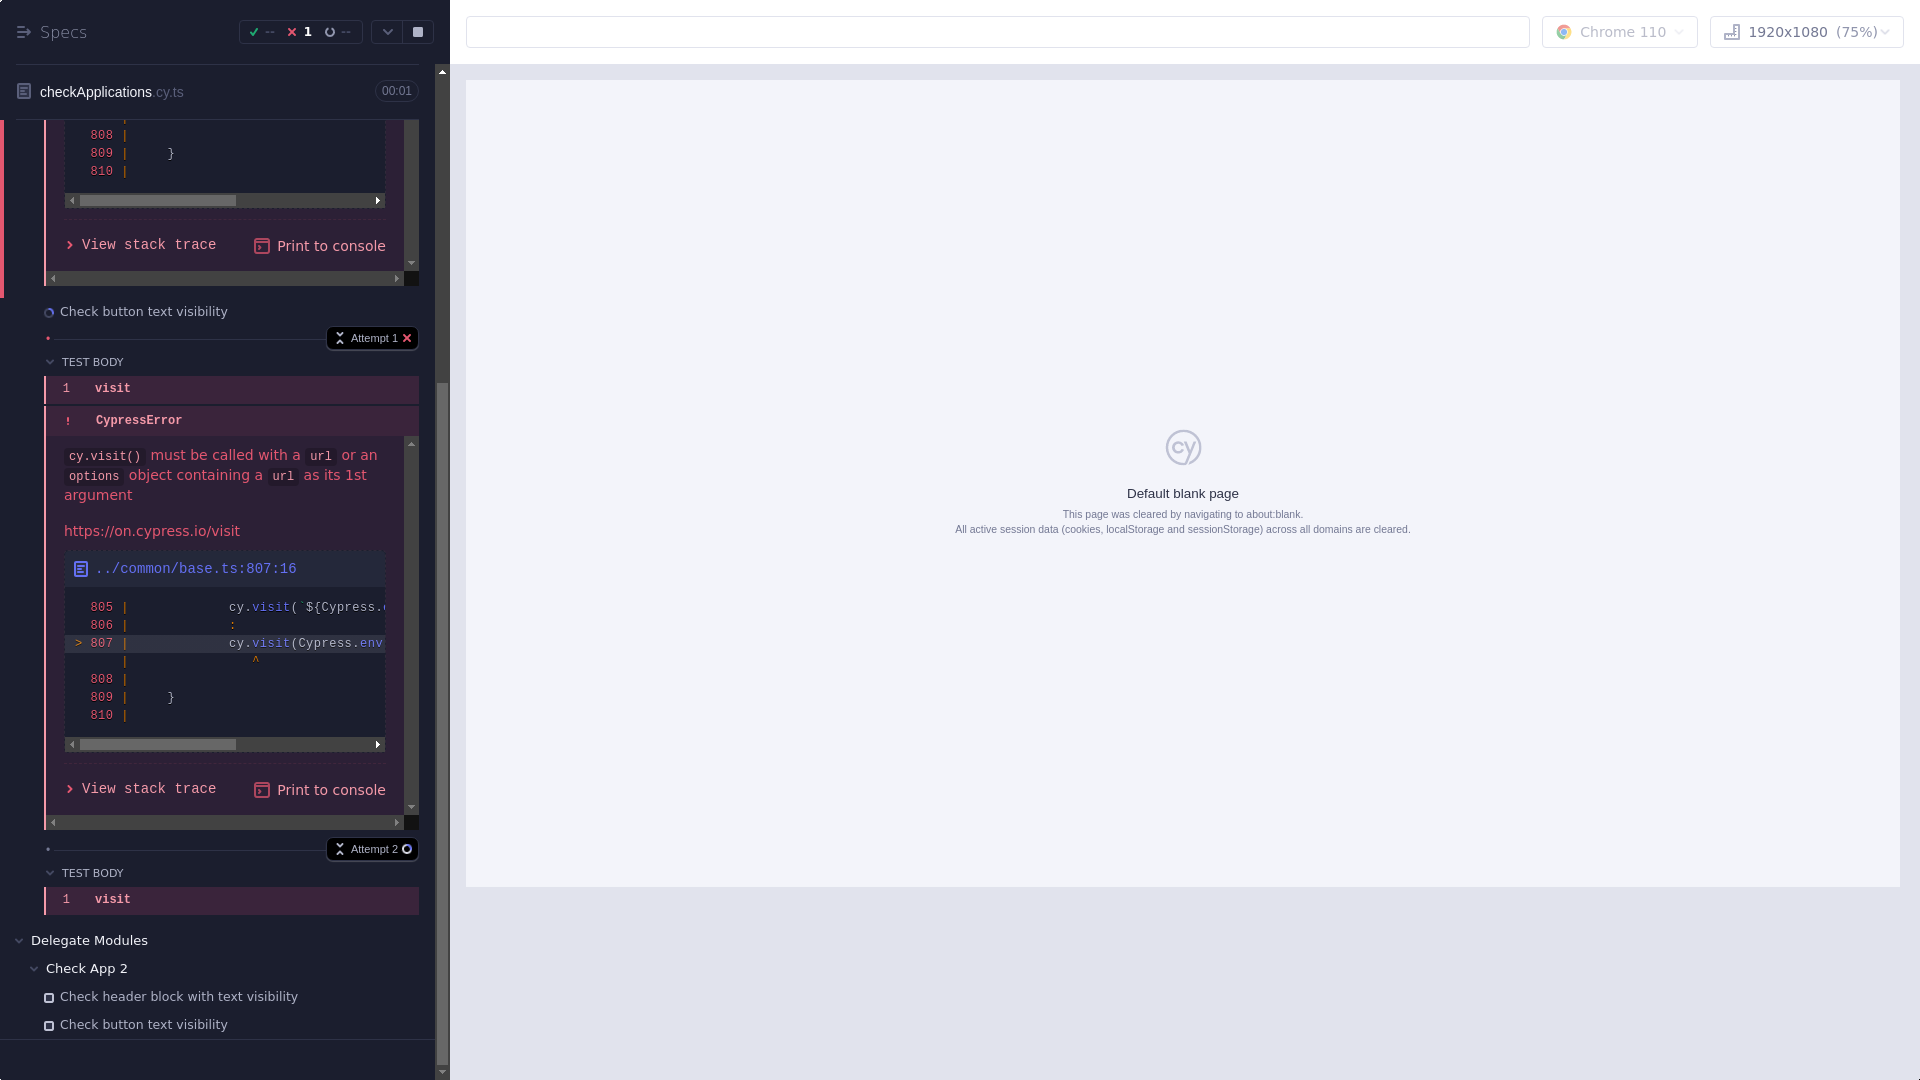 Specs
-- 1 --
Chrome 110
1920x1080 (75%)
checkApplications.cy.ts
00:01
808 |
809 | }
810 |
View stack trace
Print to console
Check button text visibility
Attempt 1
TEST BODY
1 visit
! CypressError
cy.visit() must be called with a url or an
options object containing a url as its 1st
argument
https://on.cypress.io/visit
../common/base.ts:807:16
805 | cy.visit(`${Cypress.
806 | :
> 807 | cy.visit(Cypress.env
| ^
808 |
809 | }
810 |
View stack trace
Print to console
Attempt 2
TEST BODY
1 visit
Delegate Modules
Check App 2
Check header block with text visibility
Check button text visibility
cy
Default blank page
This page was cleared by navigating to about:blank.
All active session data (cookies, localStorage and sessionStorage) across all domains are cleared.